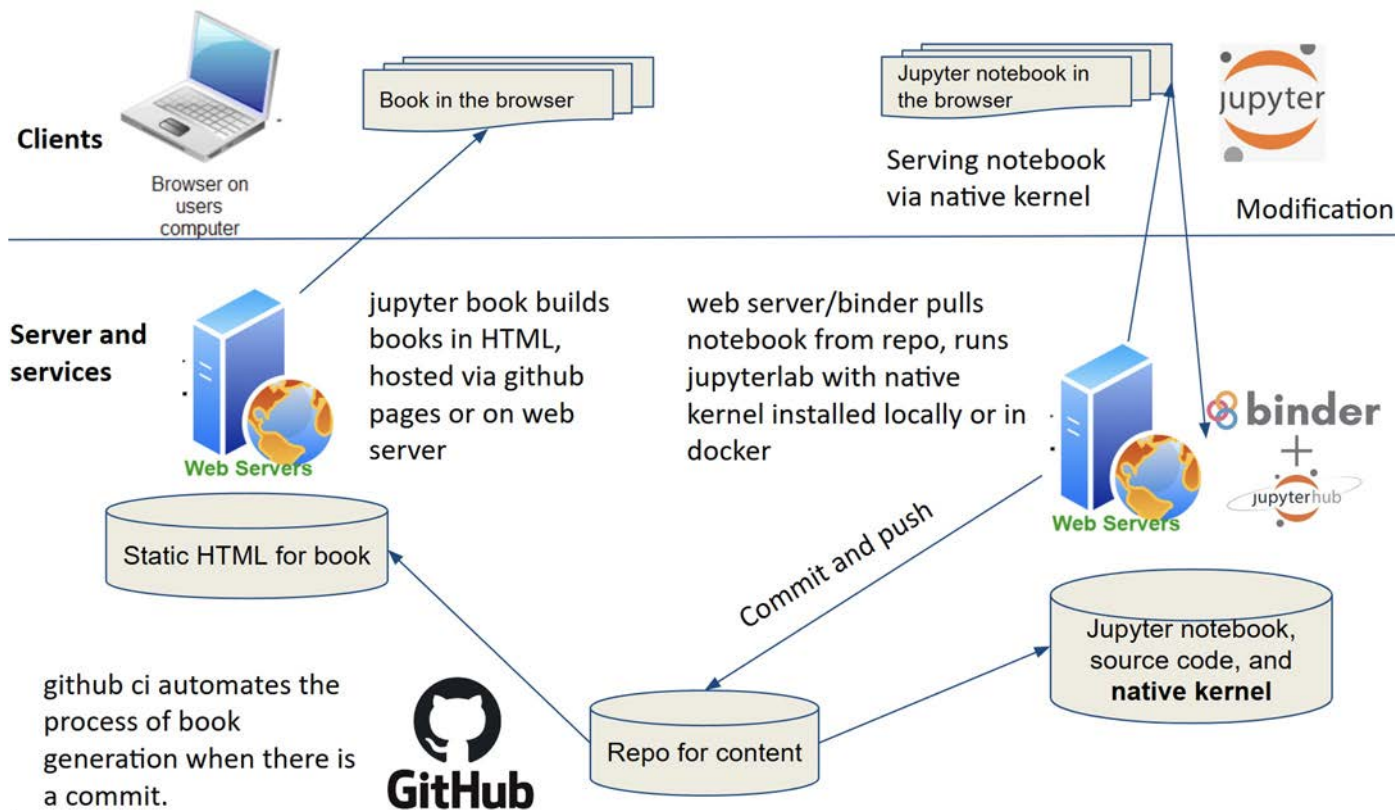 Book in the browser
Jupyter notebook in
the browser
jupyter
Clients
Serving notebook
via native kernel
Browser on
users
computer
Modification
Server and
services
jupyter book builds
books in HTML,
hosted via github
pages or on web
server
web server/binder pulls
notebook from repo, runs
jupyterlab with native
kernel installed locally or in
docker
binder
+
jupyterhub
Web Servers
Web Servers
Static HTML for book
Commit and push
Jupyter notebook,
source code, and
native kernel
github ci automates the
process of book
generation when there is
a commit.
GitHub
Repo for content